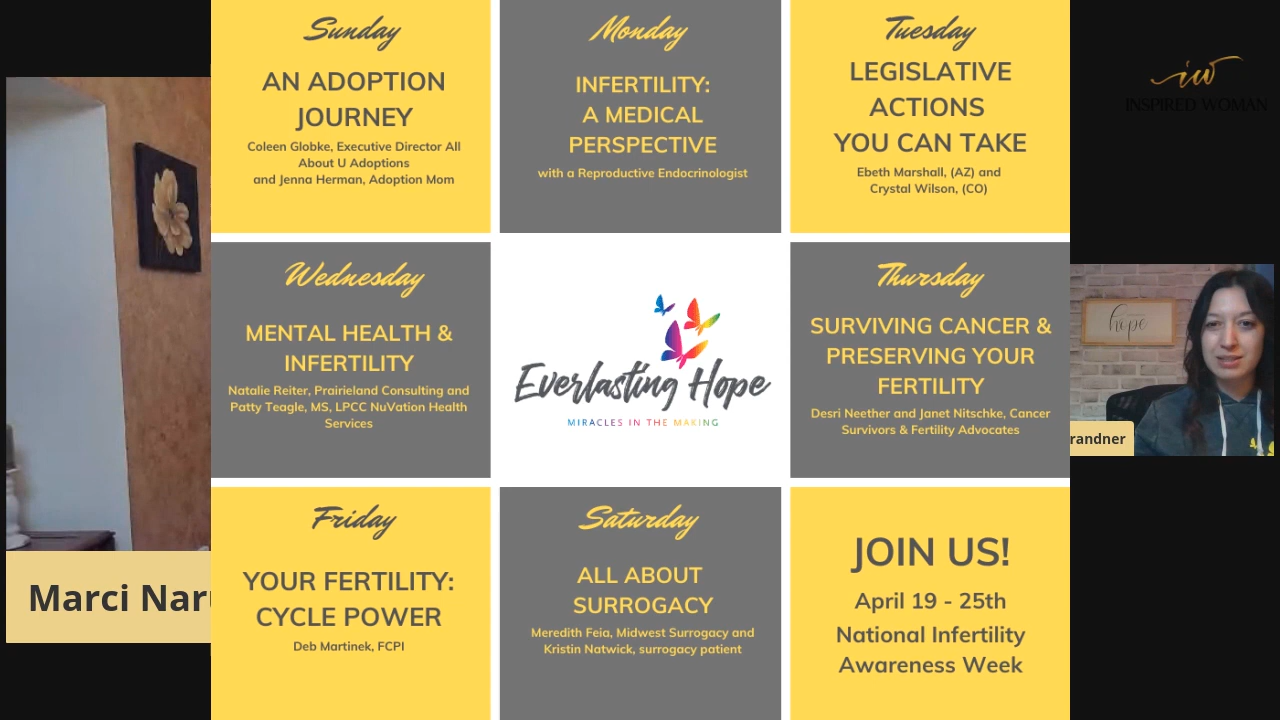 Sunday
AN ADOPTION
JOURNEY
Coleen Globke, Executive Director All
About U Adoptions
and Jenna Herman, Adoption Mom
Monday
INFERTILITY:
A MEDICAL
PERSPECTIVE
with a Reproductive Endocrinologist
Tuesday
LEGISLATIVE
ACTIONS
YOU CAN TAKE
Ebeth Marshall, (AZ) and
Crystal Wilson, (CO)
iw
INSPIRED WOMAN
Wednesday
MENTAL HEALTH &
INFERTILITY
Natalie Reiter, Prairieland Consulting and
Patty Teagle, MS, LPCC NuVation Health
Services
Everlasting Hope
MIRACLES IN THE MAKING
Thursday
SURVIVING CANCER &
PRESERVING YOUR
FERTILITY
Desri Neether and Janet Nitschke, Cancer
Survivors & Fertility Advocates
hope
randner
Friday
YOUR FERTILITY:
CYCLE POWER
Deb Martinek, FCPI
Saturday
ALL ABOUT
SURROGACY
Meredith Feia, Midwest Surrogacy and
Kristin Natwick, surrogacy patient
JOIN US!
April 19 - 25th
National Infertility
Awareness Week
Marci Nar